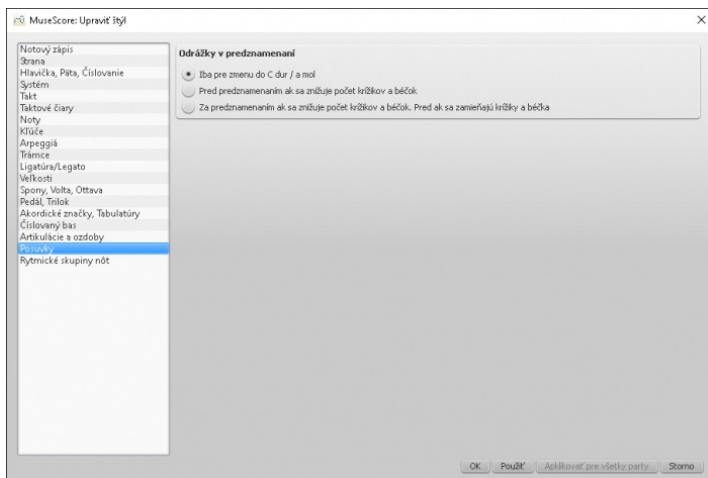 MuseScore: Upraviť štýl
Notový zápis
Strana
Hlavička, Päta, Číslovanie
Systém
Takt
Taktové čiary
Noty
Kľúče
Arpeggiá
Trámce
Ligatúra/Legato
Veľkosti
Spony, Volta, Ottava
Pedál, Trilok
Akordické značky, Tabulatúry
Číslovaný bas
Artikulácie a ozdoby
Posuvky
Rytmické skupiny nôt
Odrážky v predznamenaní
Iba pre zmenu do C dur / a mol
Pred predznamenaním ak sa znižuje počet krížikov a béčok
Za predznamenaním ak sa znižuje počet krížikov a béčok. Pred ak sa zamieňajú krížiky a béčka
OK Použiť Aplikovať pre všetky party Storno